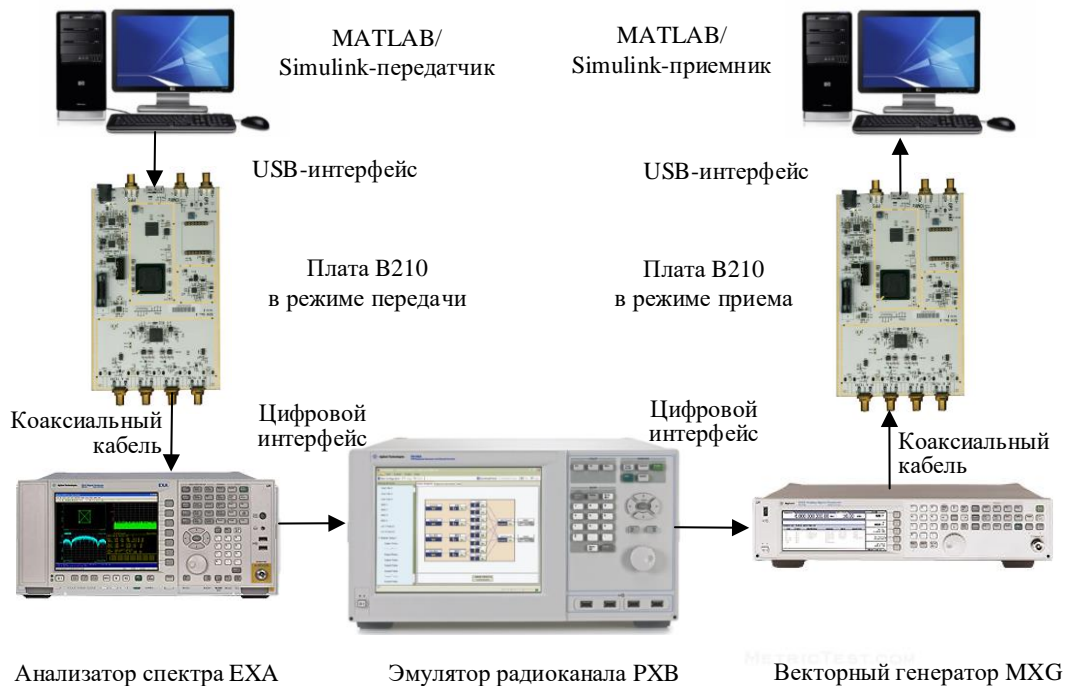 MATLAB/
Simulink-передатчик
MATLAB/
Simulink-приемник
USB-интерфейс
USB-интерфейс
Плата B210
в режиме передачи
Плата B210
в режиме приема
Коаксиальный
кабель
Цифровой
интерфейс
Цифровой
интерфейс
Коаксиальный
кабель
EXA
Анализатор спектра EXA
Эмулятор радиоканала PXB
Векторный генератор MXG